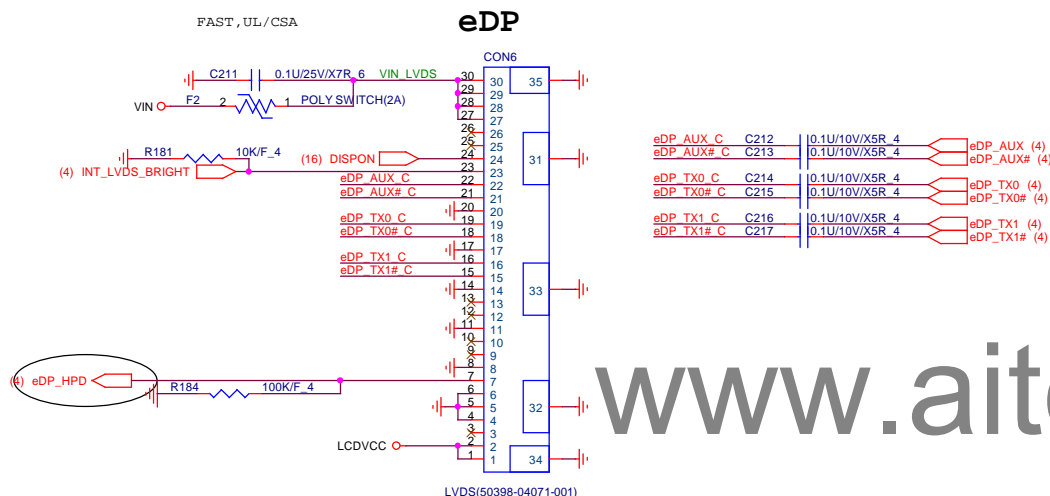 FAST,UL/CSA
eDP
CON6
C211 0.1U/25V/X7R_6 VIN_LVDS
VIN F2 2 1 POLY SWITCH(2A)
R181 10K/F_4
(16) DISPON
(4) INT_LVDS_BRIGHT
eDP_AUX_C
eDP_AUX#_C
eDP_TX0_C
eDP_TX0#_C
eDP_TX1_C
eDP_TX1#_C
(4) eDP_HPD
R184 100K/F_4
LCDVCC
30 30 35
29 29
28 28
27 27
26 26
25 25
24 24 31
23 23
22 22
21 21
20 20
19 19
18 18
17 17
16 16
15 15
14 14 33
13 13
12 12
11 11
10 10
9 9
8 8
7 7
6 6
5 5 32
4 4
3 3
2 2
1 1 34
LVDS(50398-04071-001)
eDP_AUX_C C212 0.1U/10V/X5R_4 eDP_AUX (4)
eDP_AUX#_C C213 0.1U/10V/X5R_4 eDP_AUX# (4)
eDP_TX0_C C214 0.1U/10V/X5R_4 eDP_TX0 (4)
eDP_TX0#_C C215 0.1U/10V/X5R_4 eDP_TX0# (4)
eDP_TX1_C C216 0.1U/10V/X5R_4 eDP_TX1 (4)
eDP_TX1#_C C217 0.1U/10V/X5R_4 eDP_TX1# (4)